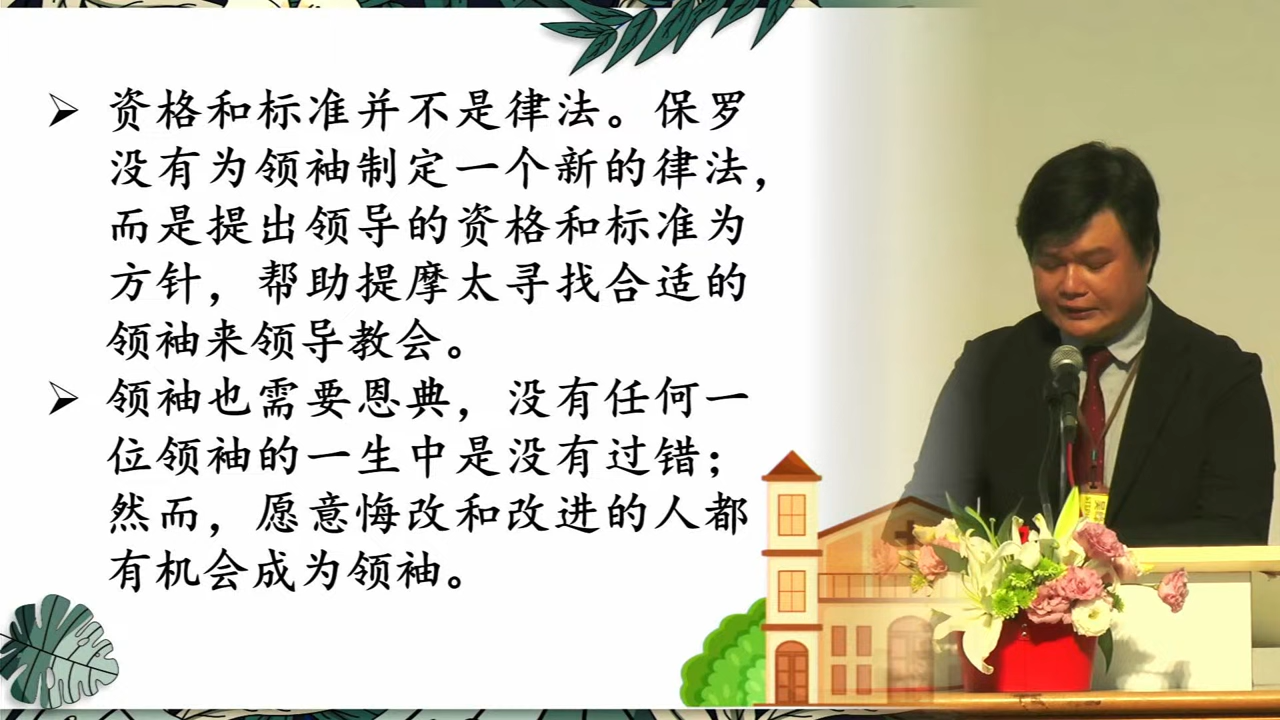 ➢ 资格和标准并不是律法。保罗
没有为领袖制定一个新的律法，
而是提出领导的资格和标准为
方针，帮助提摩太寻找合适的
领袖来领导教会。
➢ 领袖也需要恩典，没有任何一
位领袖的一生中是没有过错；
然而，愿意悔改和改进的人都
有机会成为领袖。